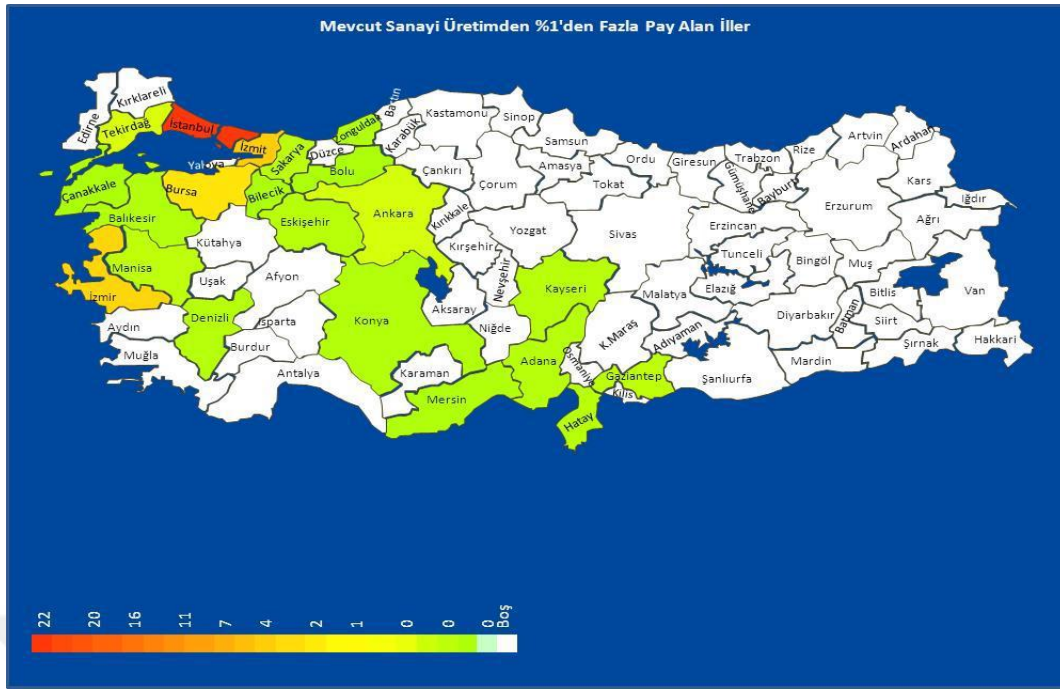 Mevcut Sanayi Üretimden %1'den Fazla Pay Alan İller
Kırklareli
Edirne
Tekirdağ
İstanbul
İzmit
Yalova
Sakarya
Düzce
Zonguldak
Bartın
Karabük
Kastamonu
Sinop
Samsun
Ordu
Giresun
Trabzon
Rize
Artvin
Ardahan
Çanakkale
Bursa
Bilecik
Bolu
Çankırı
Çorum
Amasya
Tokat
Gümüşhane
Bayburt
Kars
Iğdır
Balıkesir
Eskişehir
Ankara
Kırıkkale
Yozgat
Sivas
Erzincan
Erzurum
Ağrı
Kütahya
Kırşehir
Tunceli
Bingöl
Muş
Manisa
Uşak
Afyon
Nevşehir
Kayseri
Malatya
Elazığ
Bitlis
Van
İzmir
Denizli
Isparta
Konya
Aksaray
Niğde
K.Maraş
Adıyaman
Diyarbakır
Batman
Siirt
Şırnak
Hakkari
Aydın
Muğla
Burdur
Antalya
Karaman
Mersin
Adana
Osmaniye
Gaziantep
Kilis
Şanlıurfa
Mardin
Hatay
22 20 16 11 7 4 2 1 0 0 0 Boş